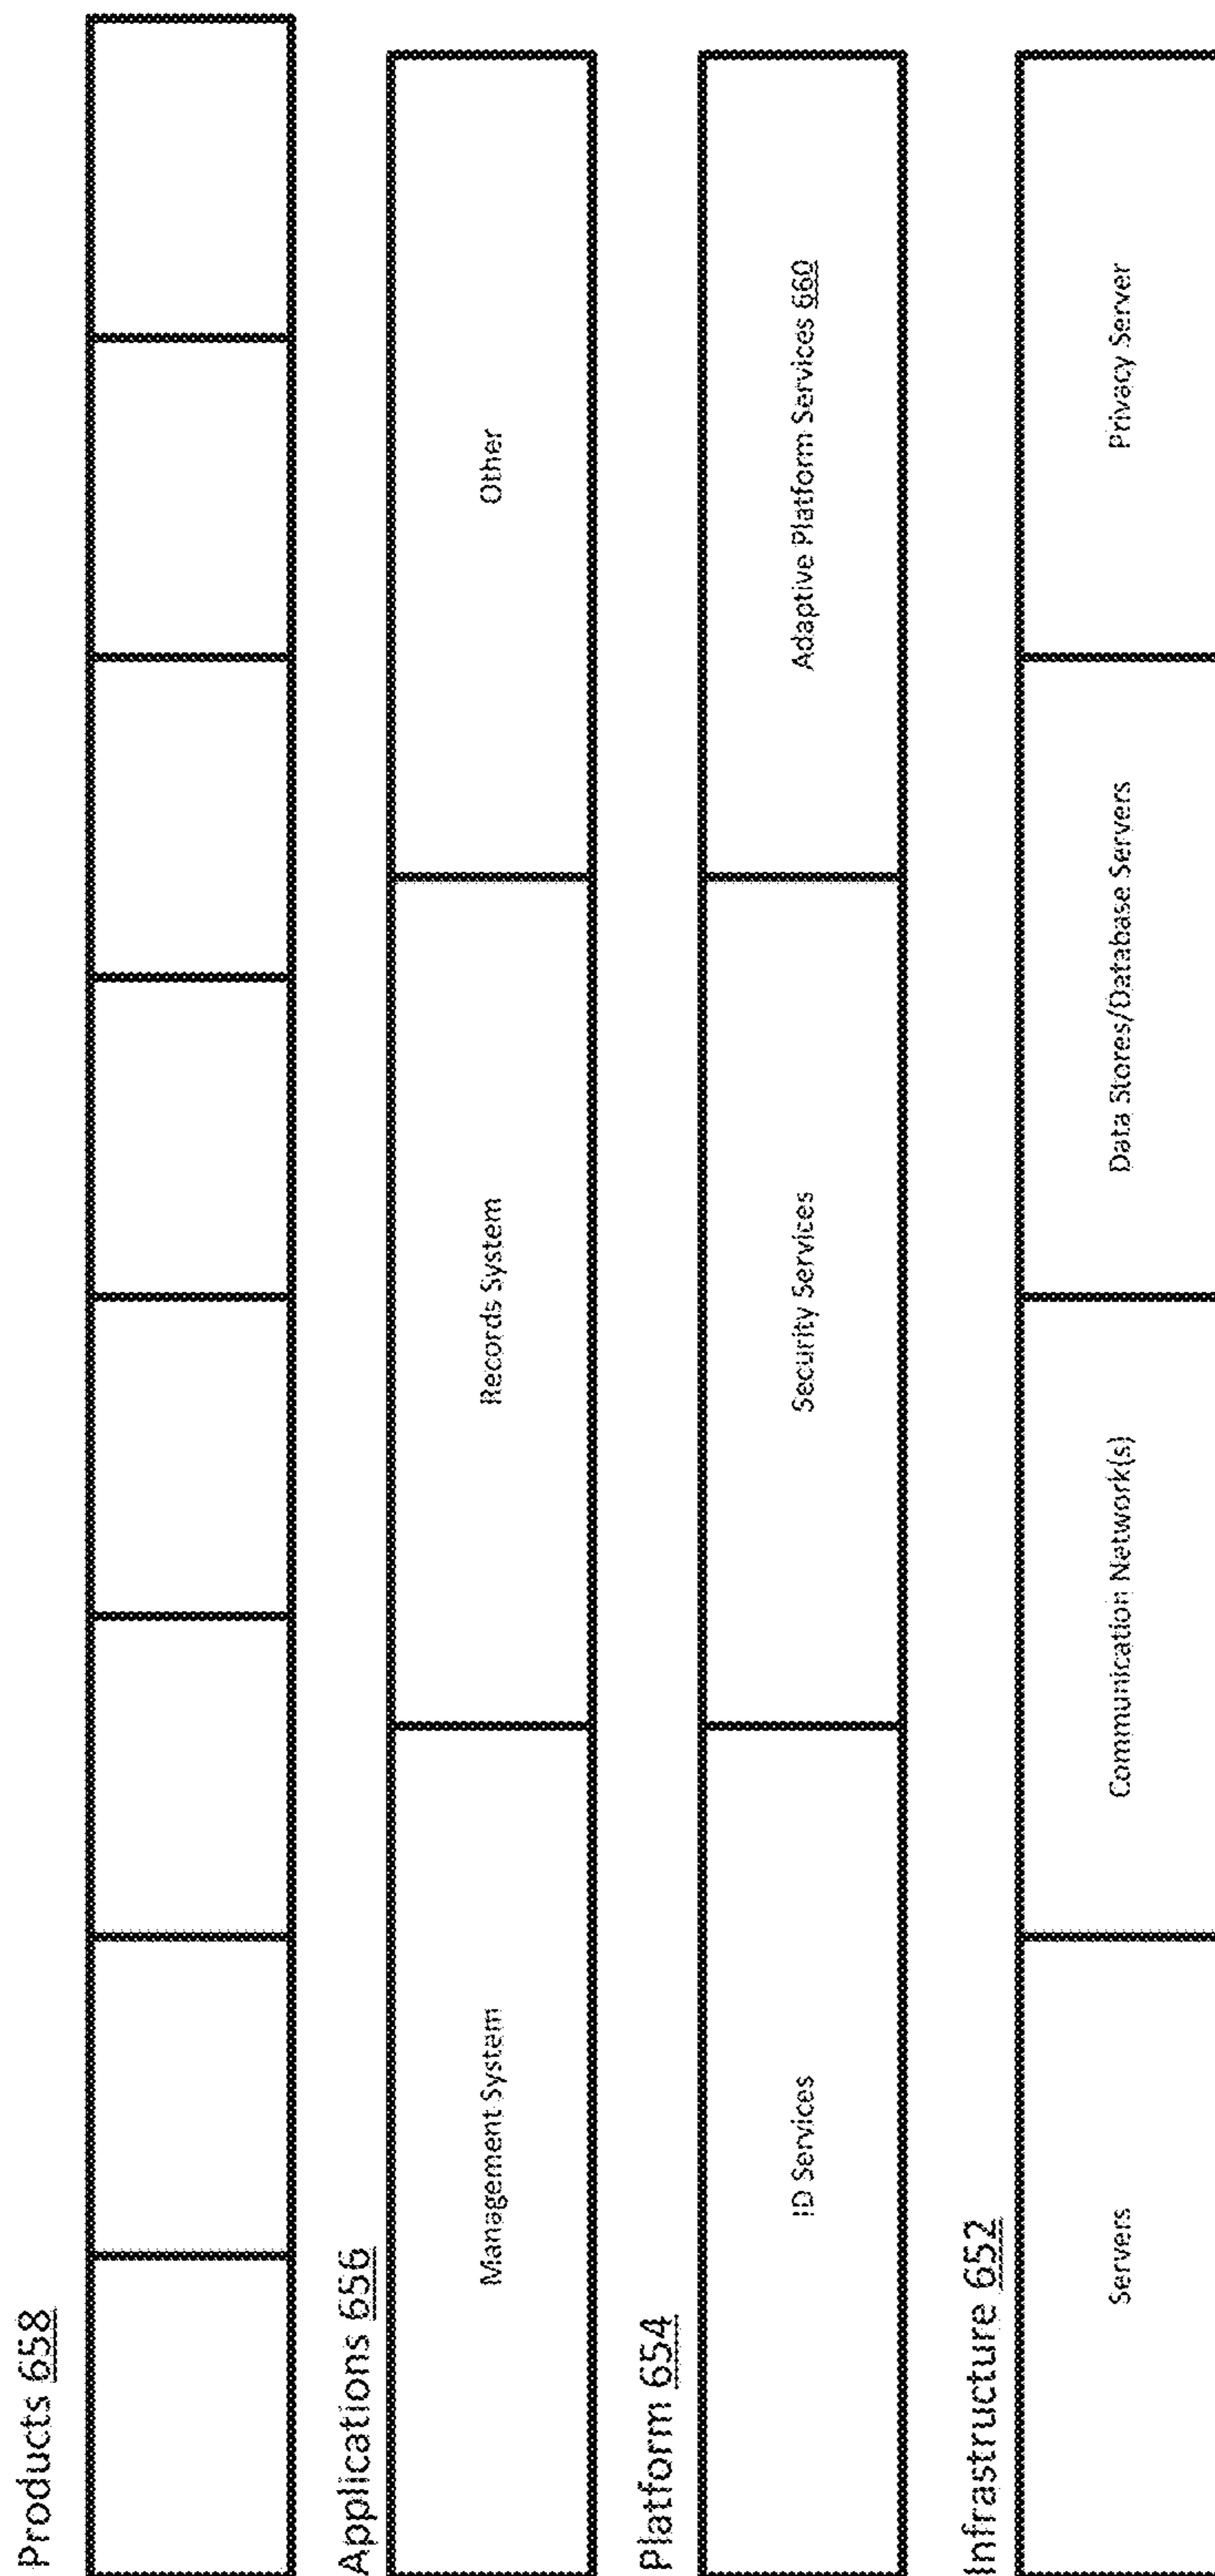 Products 658
Applications 656
Management System
Records System
Other
Platform 654
ID Services
Security Services
Adaptive Platform Services 660
Infrastructure 652
Servers
Communication Network(s)
Data Stores/Database Servers
Privacy Server